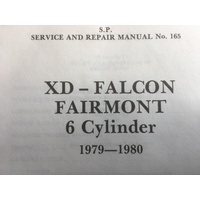 S.P.
SERVICE AND REPAIR MANUAL No. 165
XD – FALCON
FAIRMONT
6 Cylinder
1979—1980